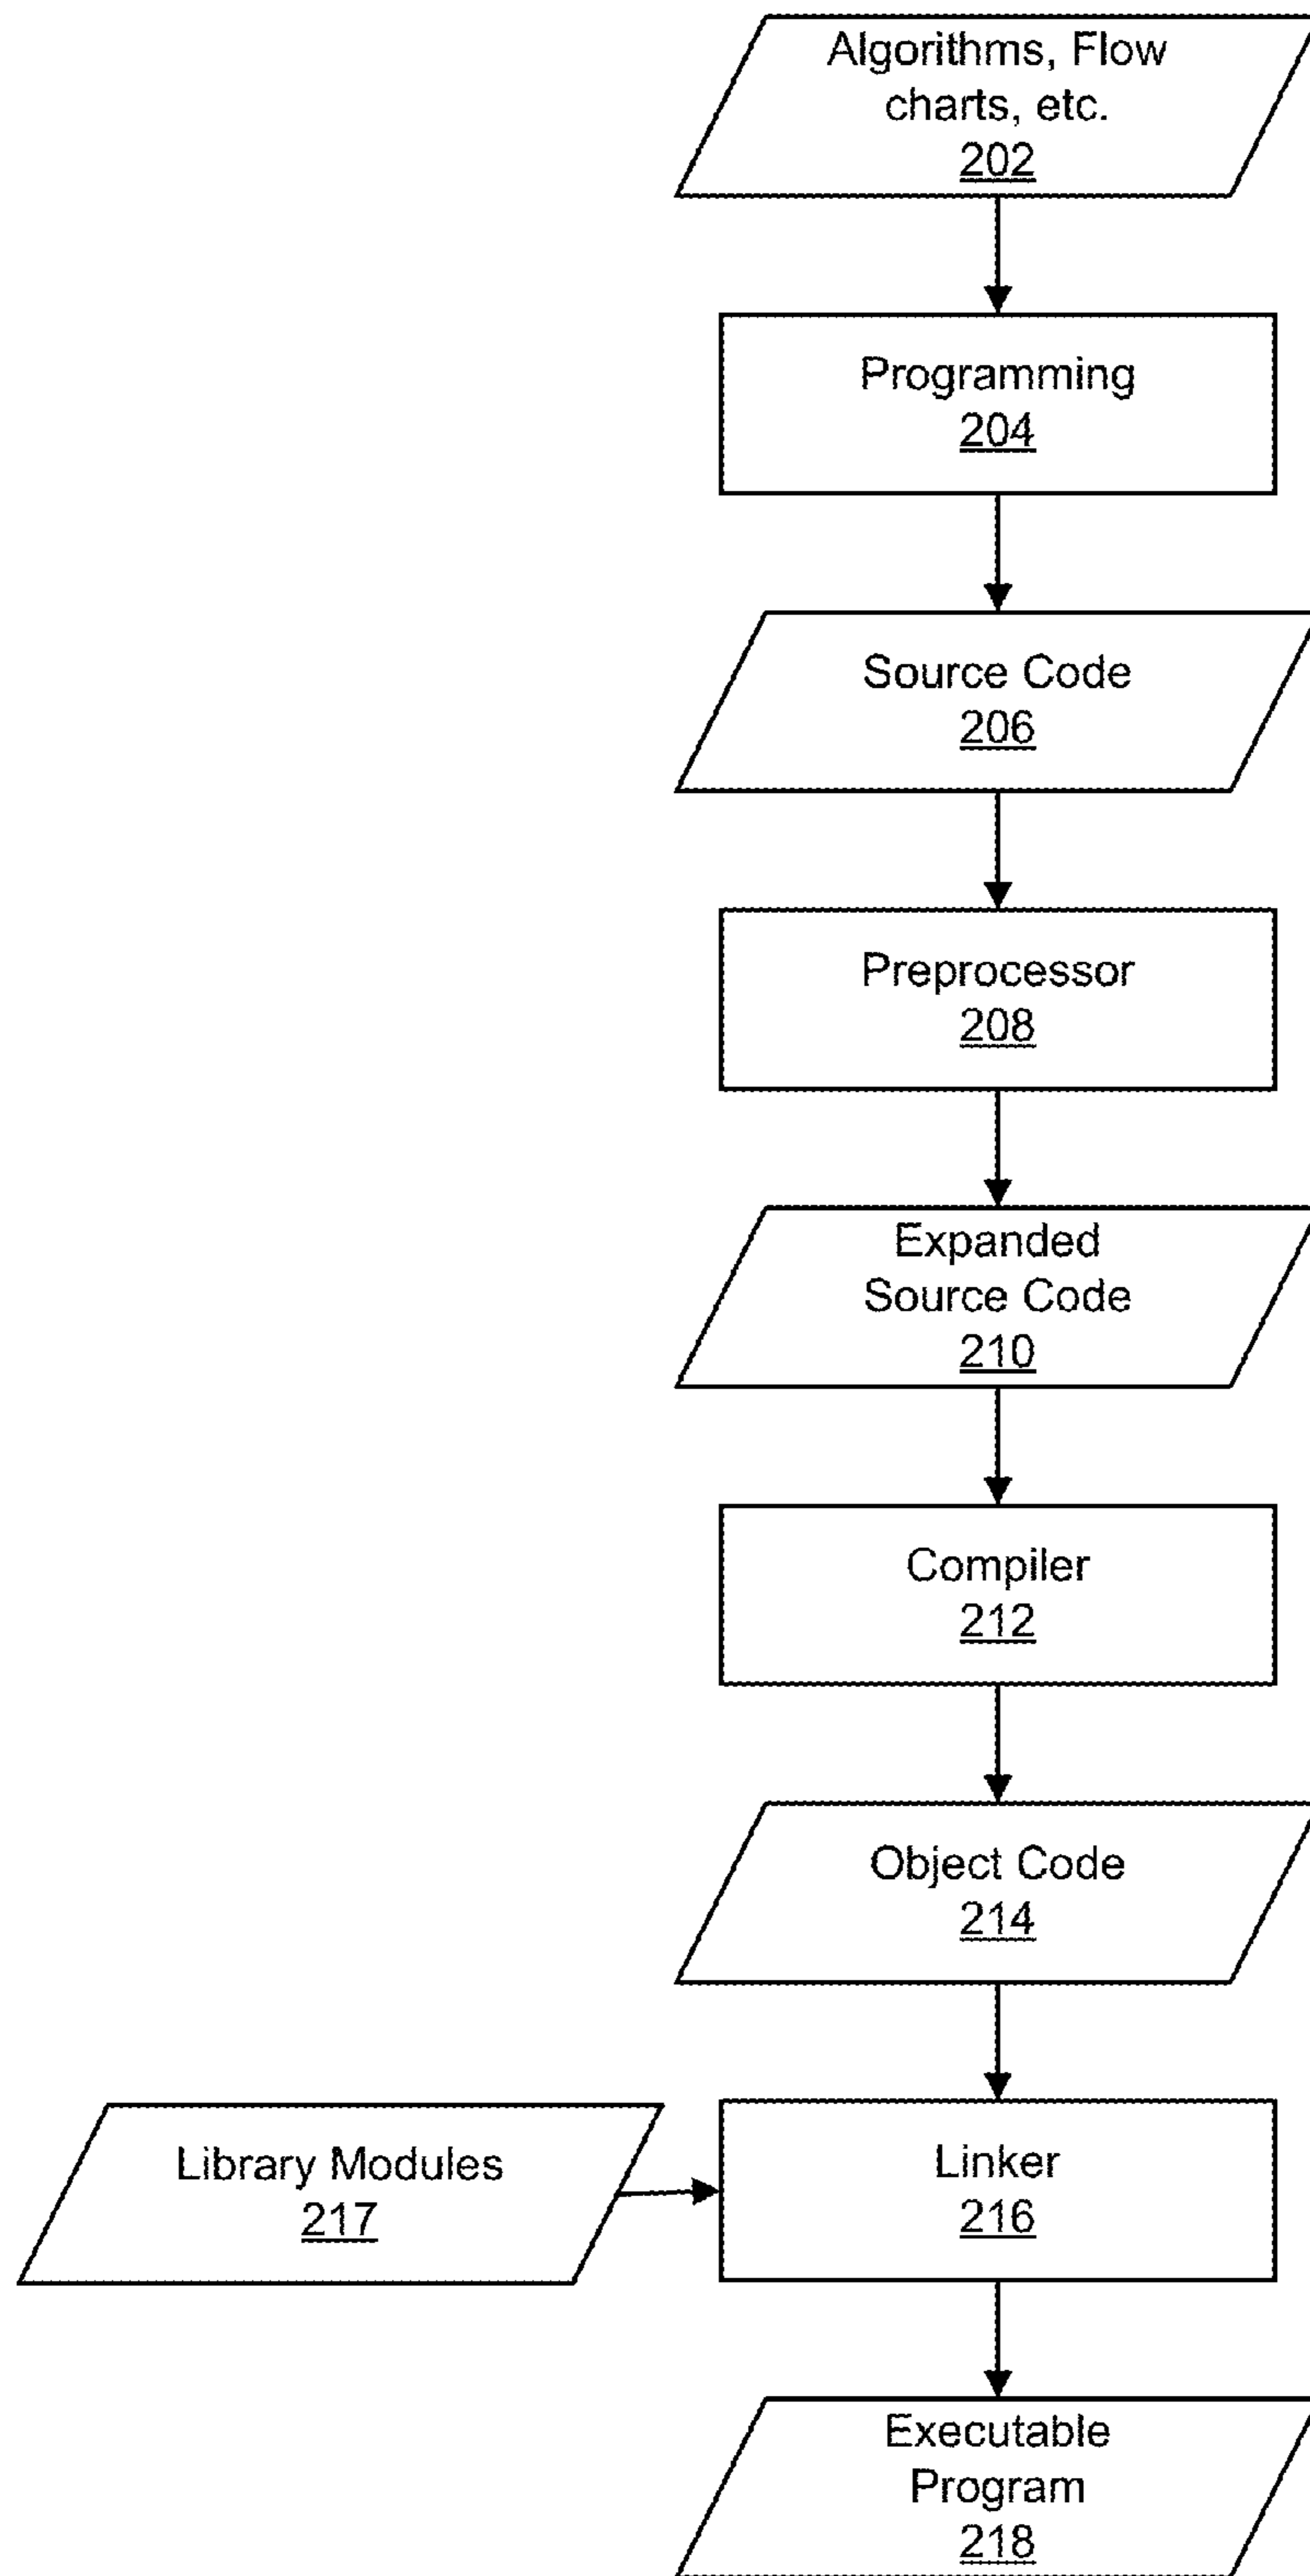 Algorithms, Flow
charts, etc.
202
Programming
204
Source Code
206
Preprocessor
208
Expanded
Source Code
210
Compiler
212
Object Code
214
Library Modules
217
Linker
216
Executable
Program
218